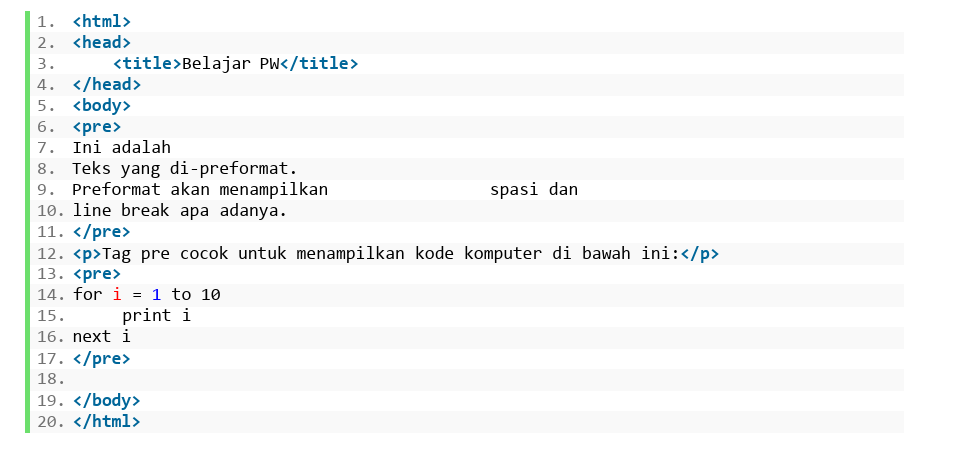 1. <html>
2. <head>
3.     <title>Belajar PW</title>
4. </head>
5. <body>
6. <pre>
7. Ini adalah
8. Teks yang di-preformat.
9. Preformat akan menampilkan                spasi dan
10. line break apa adanya.
11. </pre>
12. <p>Tag pre cocok untuk menampilkan kode komputer di bawah ini:</p>
13. <pre>
14. for i = 1 to 10
15.      print i
16. next i
17. </pre>
18.
19. </body>
20. </html>